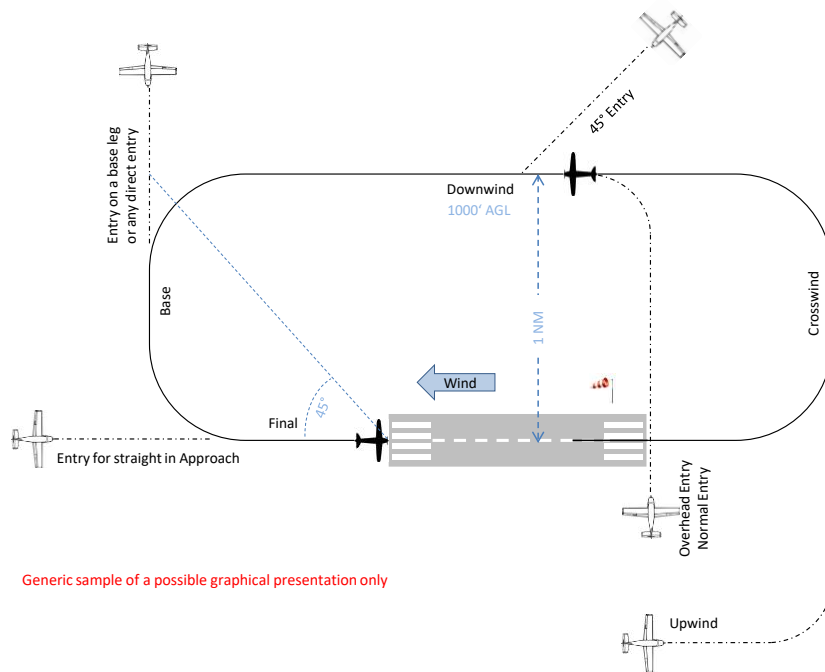 45° Entry
Entry on a base leg
or any direct entry
Downwind
1000' AGL
Base
Crosswind
1 NM
Wind
45°
Final
Entry for straight in Approach
Overhead Entry
Normal Entry
Generic sample of a possible graphical presentation only
Upwind